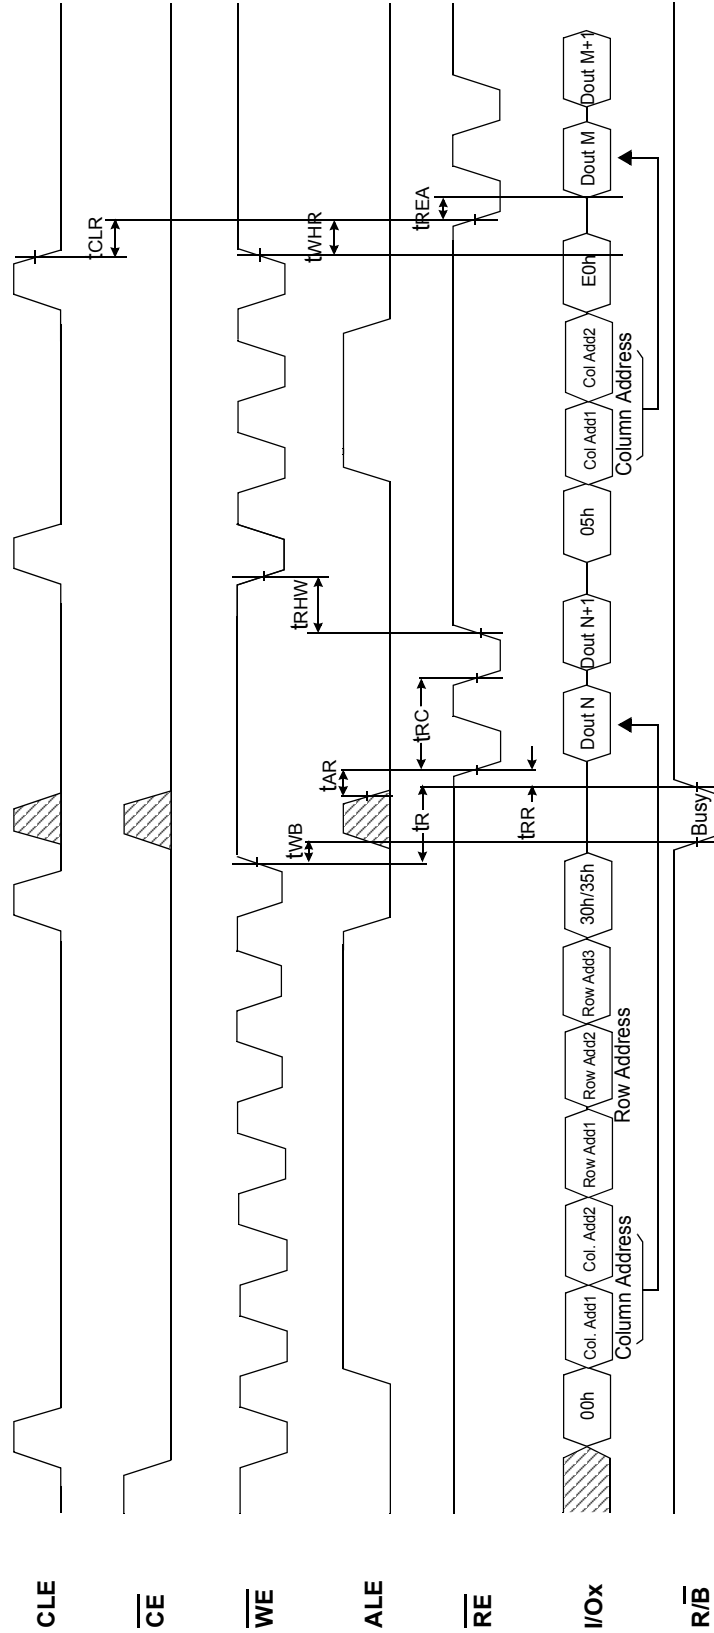 CLE
tCLR
CE
WE
tWB
tRHW
tWHR
ALE
tAR
RE
tR
tRC
tREA
tRR
I/Ox
00h
Col. Add1
Col. Add2
Row Add1
Row Add2
Row Add3
30h/35h
Dout N
Dout N+1
05h
Col Add1
Col Add2
E0h
Dout M
Dout M+1
Column Address
Row Address
Column Address
R/B
Busy